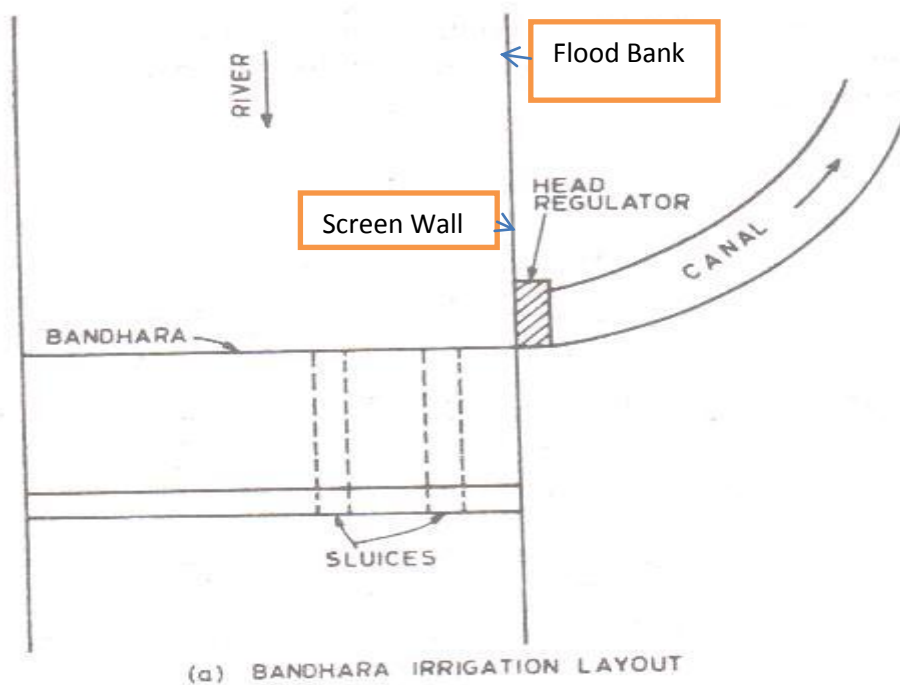 Flood Bank
RIVER
HEAD
REGULATOR
Screen Wall
CANAL
BANDHARA
SLUICES
(a) BANDHARA IRRIGATION LAYOUT